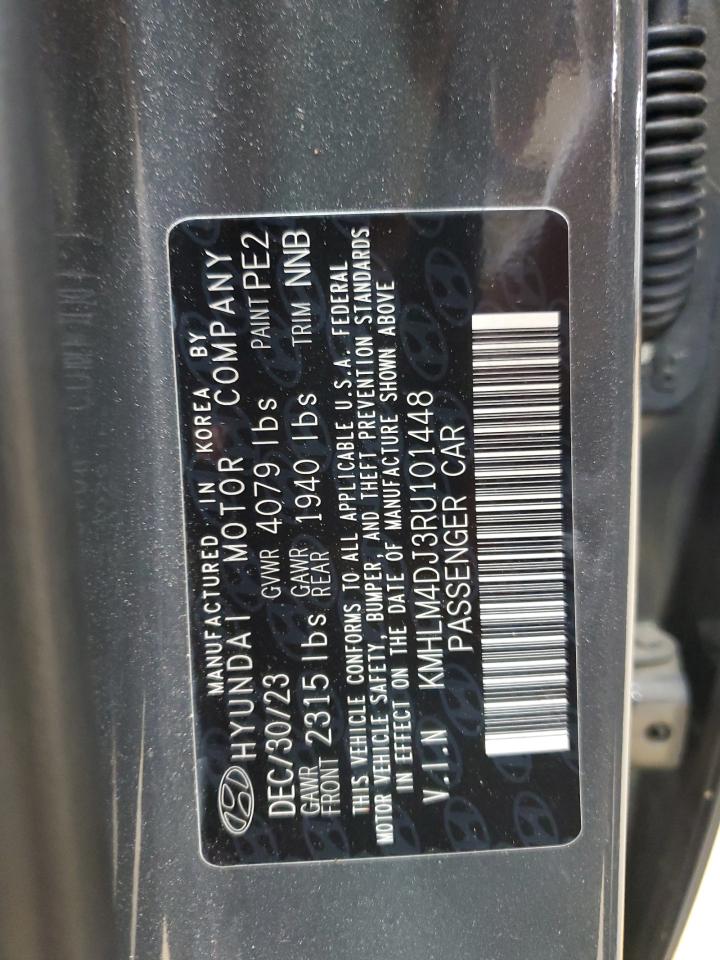 MANUFACTURED IN KOREA BY
HYUNDAI MOTOR COMPANY
DEC/30/23 GVWR 4079 lbs PAINT PE2
GAWR FRONT 2315 lbs GAWR REAR 1940 lbs TRIM NNB
THIS VEHICLE CONFORMS TO ALL APPLICABLE U.S.A. FEDERAL
MOTOR VEHICLE SAFETY, BUMPER, AND THEFT PREVENTION STANDARDS
IN EFFECT ON THE DATE OF MANUFACTURE SHOWN ABOVE
V.I.N KMHLM4DJ3RU101448
PASSENGER CAR